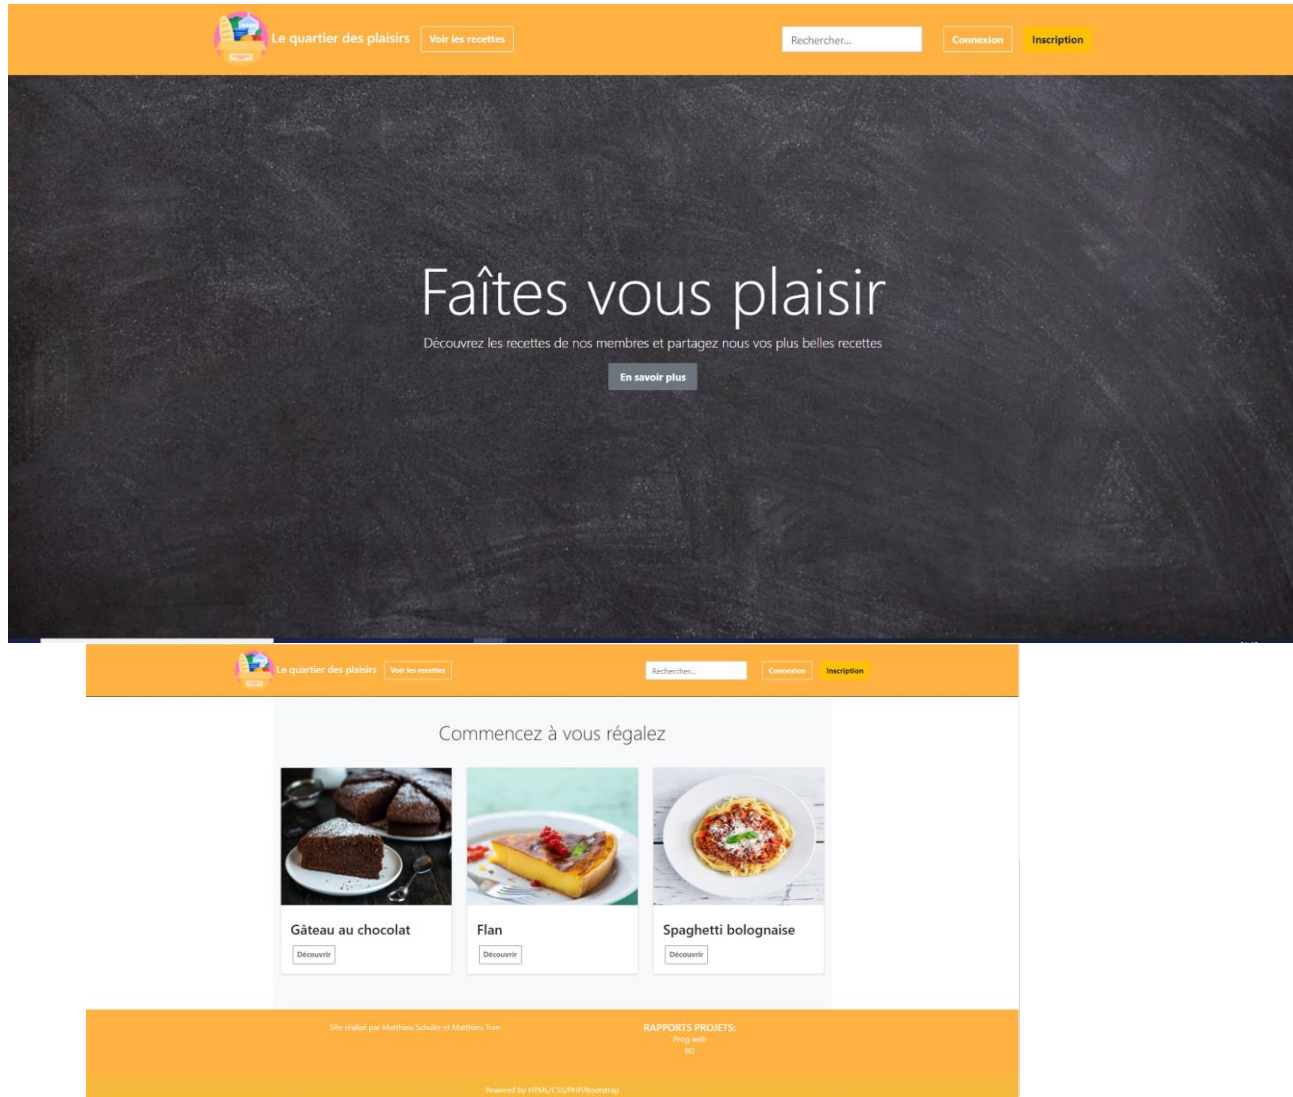 Le quartier des plaisirs Voir les recettes Rechercher... Connexion Inscription
Faîtes vous plaisir
Découvrez les recettes de nos membres et partagez nous vos plus belles recettes
En savoir plus
Le quartier des plaisirs Voir les recettes Rechercher... Connexion Inscription
Commencez à vous régalez
Gâteau au chocolat Flan Spaghetti bolognaise
Découvrir Découvrir Découvrir
Site réalisé par Matthieu Schuler et Matthieu Tran RAPPORTS PROJETS:
Prog web
BD
Powered by HTML/CSS/PHP/Bootstrap